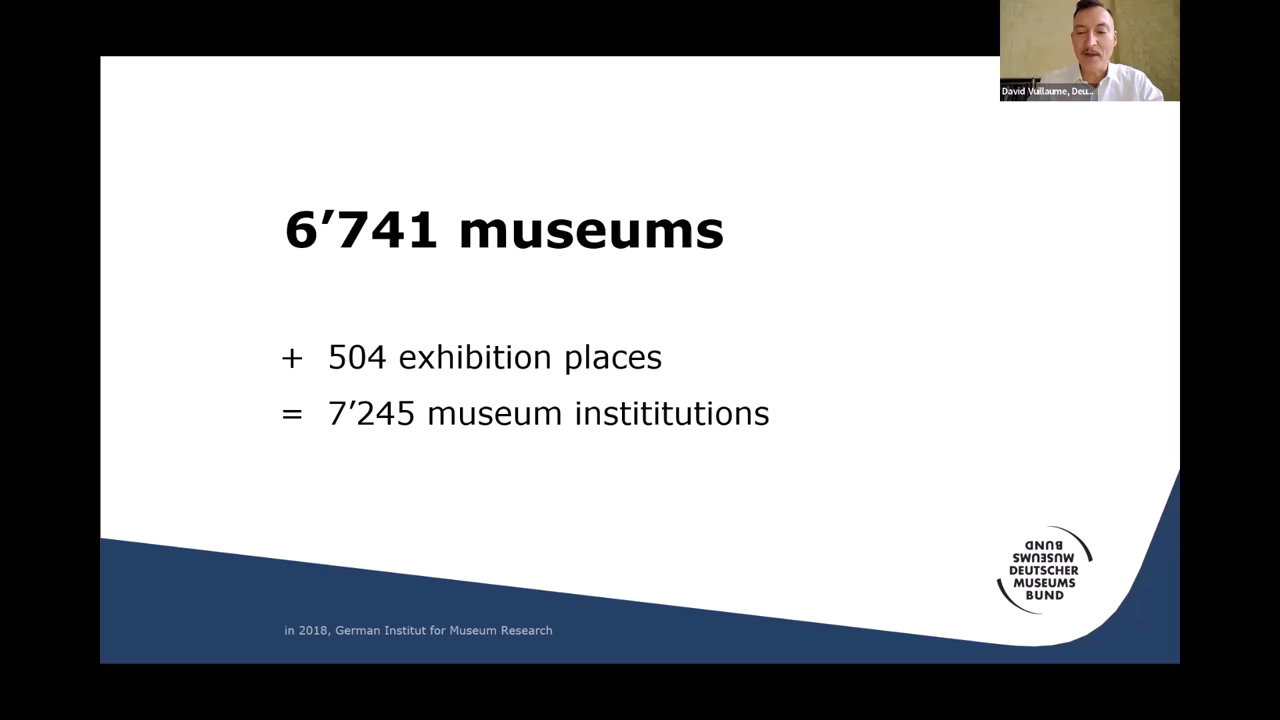 David Vuillaume, Deu...
6’741 museums
+ 504 exhibition places
= 7’245 museum instititutions
BUND
MUSEUMS
DEUTSCHER
MUSEUMS
BUND
in 2018, German Institut for Museum Research